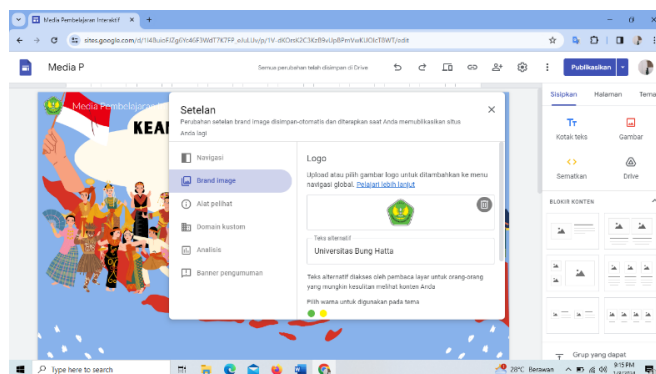 Media Pembelajaran Interaktif
sites.google.com/d/
/edit
Media P
Semua perubahan telah disimpan di Drive
Publikasikan
Media Pembelajaran
KEAI
Setelan
Perubahan setelan brand image disimpan otomatis dan diterapkan saat Anda memublikasikan situs
Anda lagi
Navigasi
Brand image
Alat pelihat
Domain kustom
Analisis
Banner pengumuman
Logo
Upload atau pilih gambar logo untuk ditambahkan ke menu
navigasi global. Pelajari lebih lanjut
Teks alternatif
Universitas Bung Hatta
Teks alternatif diakses oleh pembaca layar untuk orang-orang
yang mungkin kesulitan melihat konten Anda
Pilih warna untuk digunakan pada tema
Sisipkan
Halaman
Tema
Kotak teks
Gambar
Sematkan
Drive
BLOKIR KONTEN
Grup yang dapat
Type here to search
28°C Berawan
9:15 PM